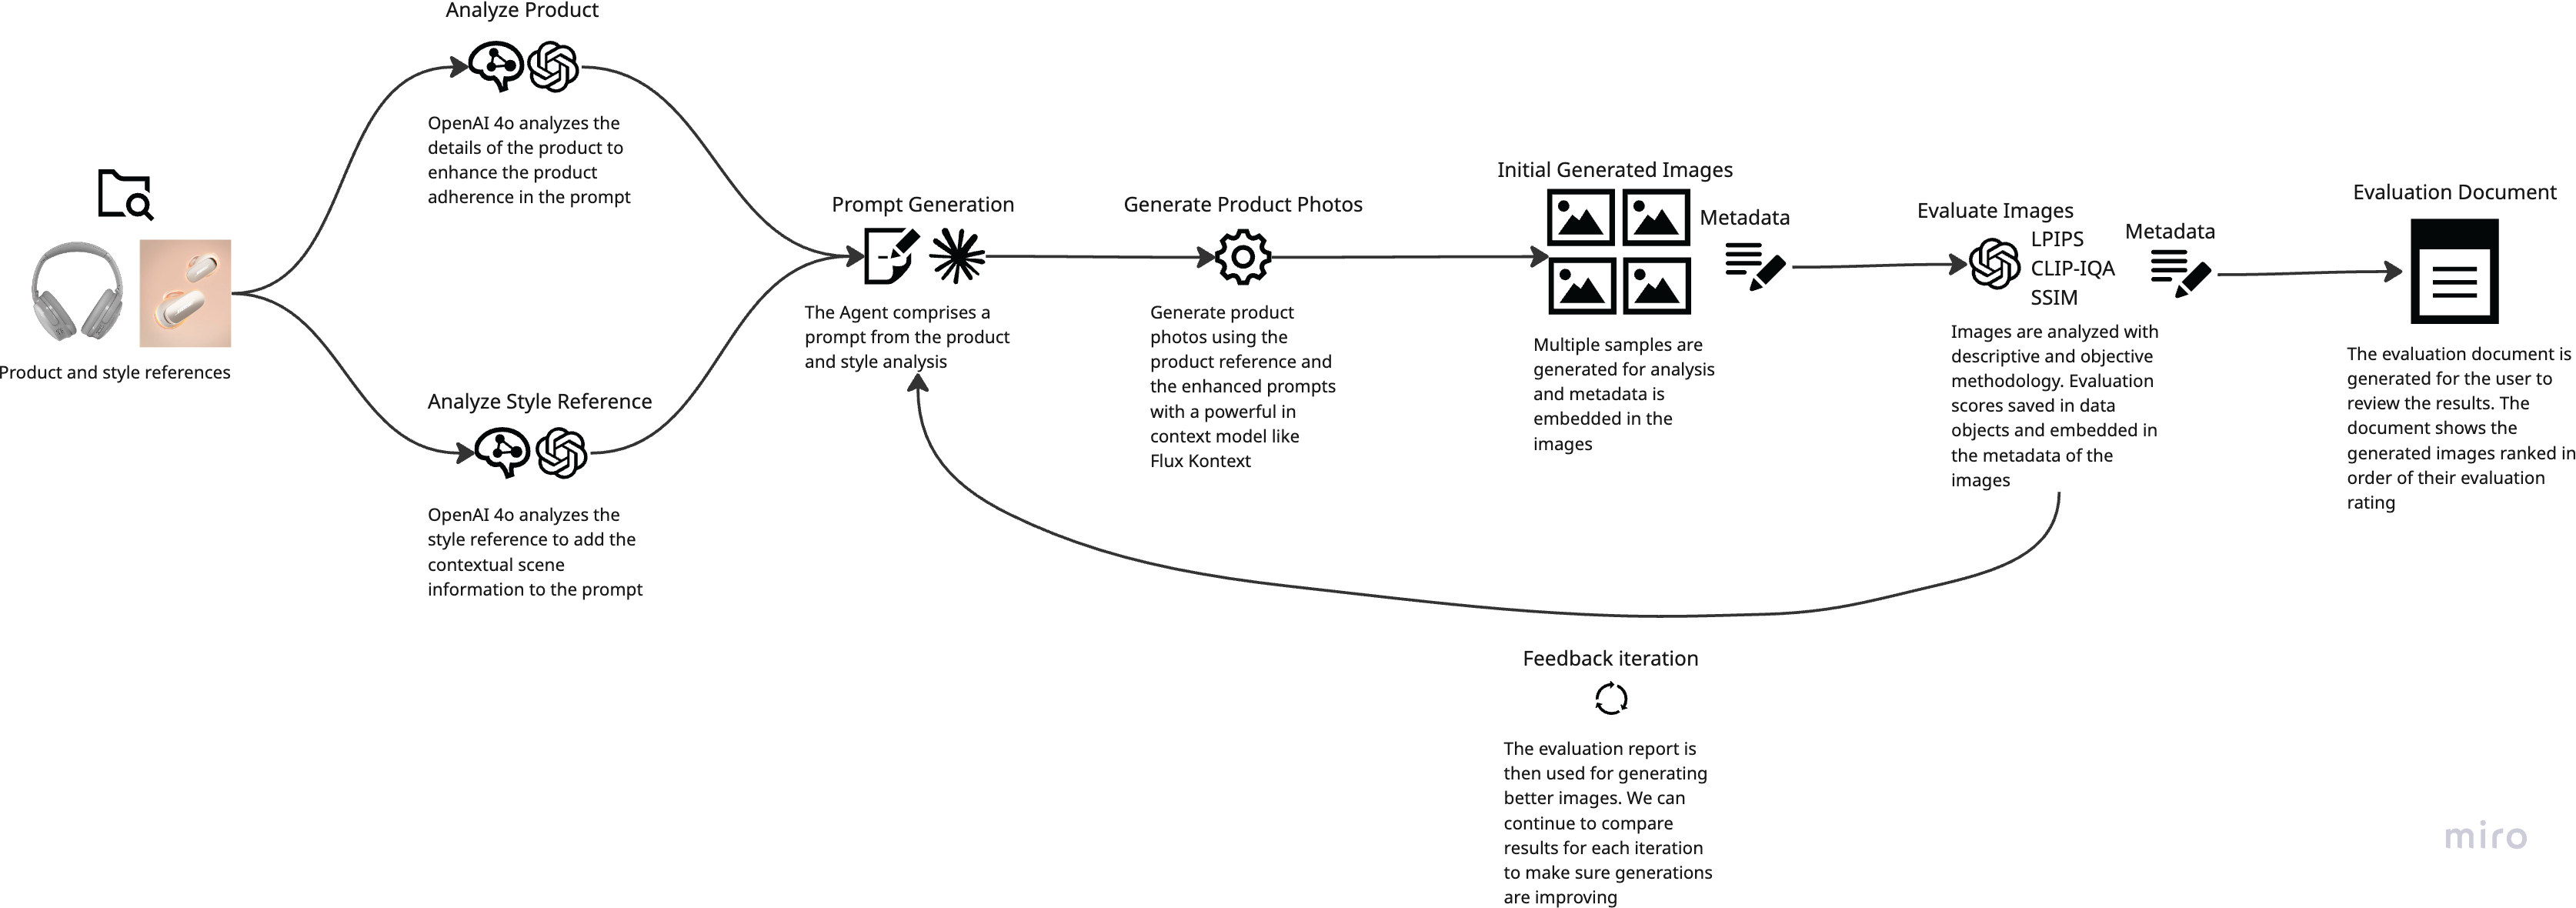 Analyze Product
OpenAI 4o analyzes the
details of the product to
enhance the product
adherence in the prompt
Product and style references
Analyze Style Reference
OpenAI 4o analyzes the
style reference to add the
contextual scene
information to the prompt
Prompt Generation
The Agent comprises a
prompt from the product
and style analysis
Generate Product Photos
Generate product
photos using the
product reference and
the enhanced prompts
with a powerful in
context model like
Flux Kontext
Initial Generated Images
Metadata
Multiple samples are
generated for analysis
and metadata is
embedded in the
images
Evaluate Images
LPIPS
CLIP-IQA
SSIM
Metadata
Images are analyzed with
descriptive and objective
methodology. Evaluation
scores saved in data
objects and embedded in
the metadata of the
images
Evaluation Document
The evaluation document is
generated for the user to
review the results. The
document shows the
generated images ranked in
order of their evaluation
rating
Feedback iteration
The evaluation report is
then used for generating
better images. We can
continue to compare
results for each iteration
to make sure generations
are improving
miro